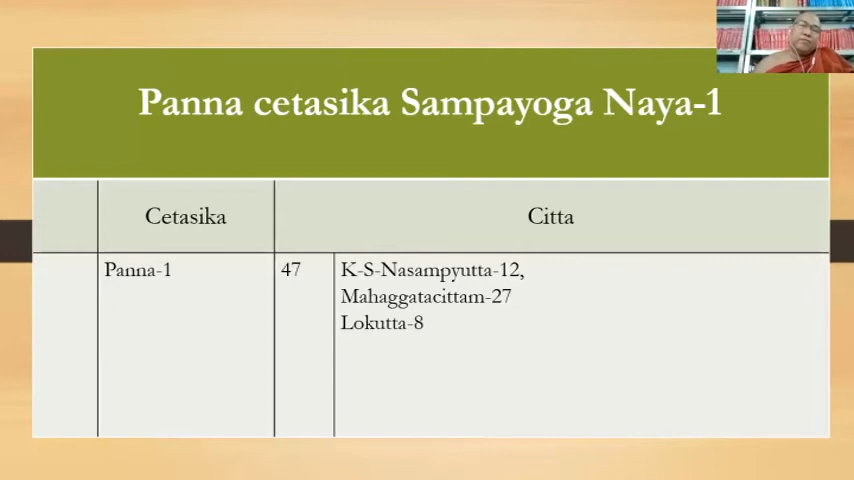 Panna cetasika Sampayoga Naya-1
Cetasika
Citta
Panna-1
47
K-S-Nasampyutta-12,
Mahaggatacittam-27
Lokutta-8